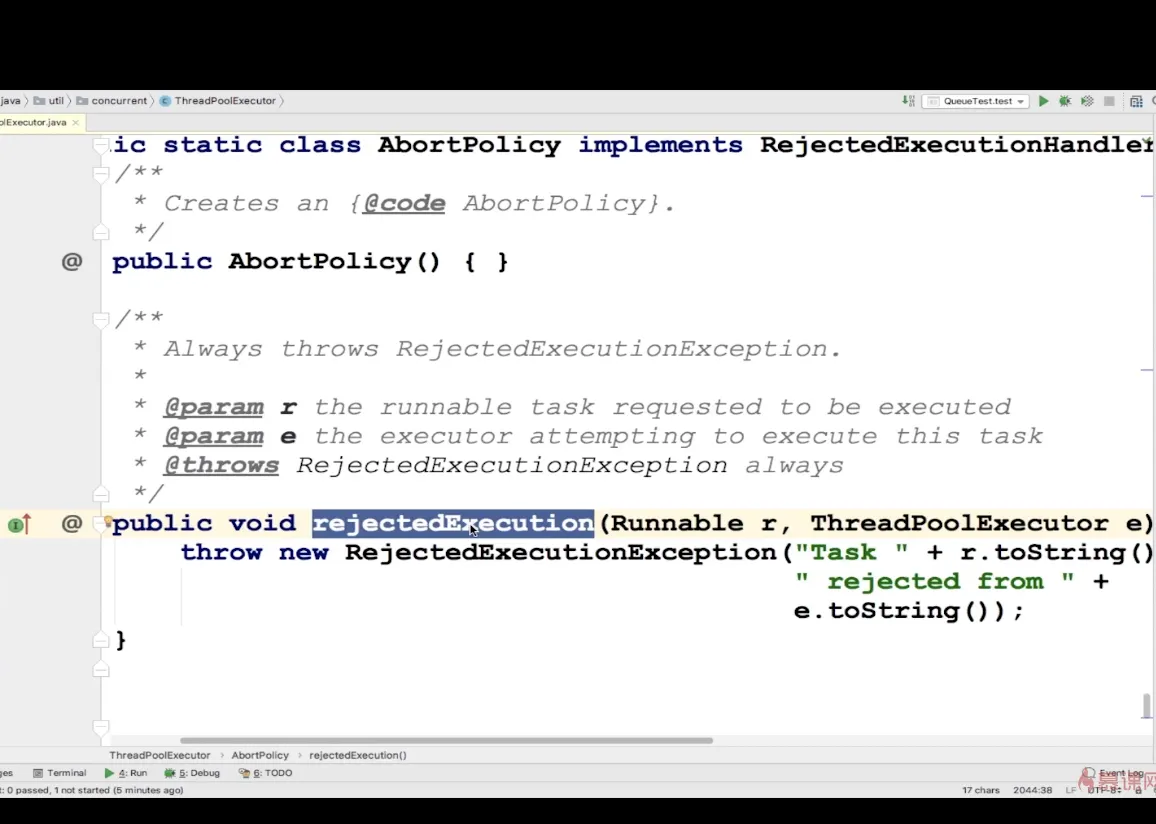 java util concurrent ThreadPoolExecutor QueueTest.test
olExecutor.java
ic static class AbortPolicy implements RejectedExecutionHandler
/**
* Creates an {@code AbortPolicy}.
*/
@ public AbortPolicy() { }
/**
* Always throws RejectedExecutionException.
*
* @param r the runnable task requested to be executed
* @param e the executor attempting to execute this task
* @throws RejectedExecutionException always
*/
@ public void rejectedExecution(Runnable r, ThreadPoolExecutor e)
throw new RejectedExecutionException("Task " + r.toString()
" rejected from " +
e.toString());
}
ThreadPoolExecutor › AbortPolicy › rejectedExecution()
ges Terminal 4: Run 5: Debug 6: TODO Event Log
t: 0 passed, 1 not started (5 minutes ago) 17 chars 2044:38 LF UTF-8
慕课网